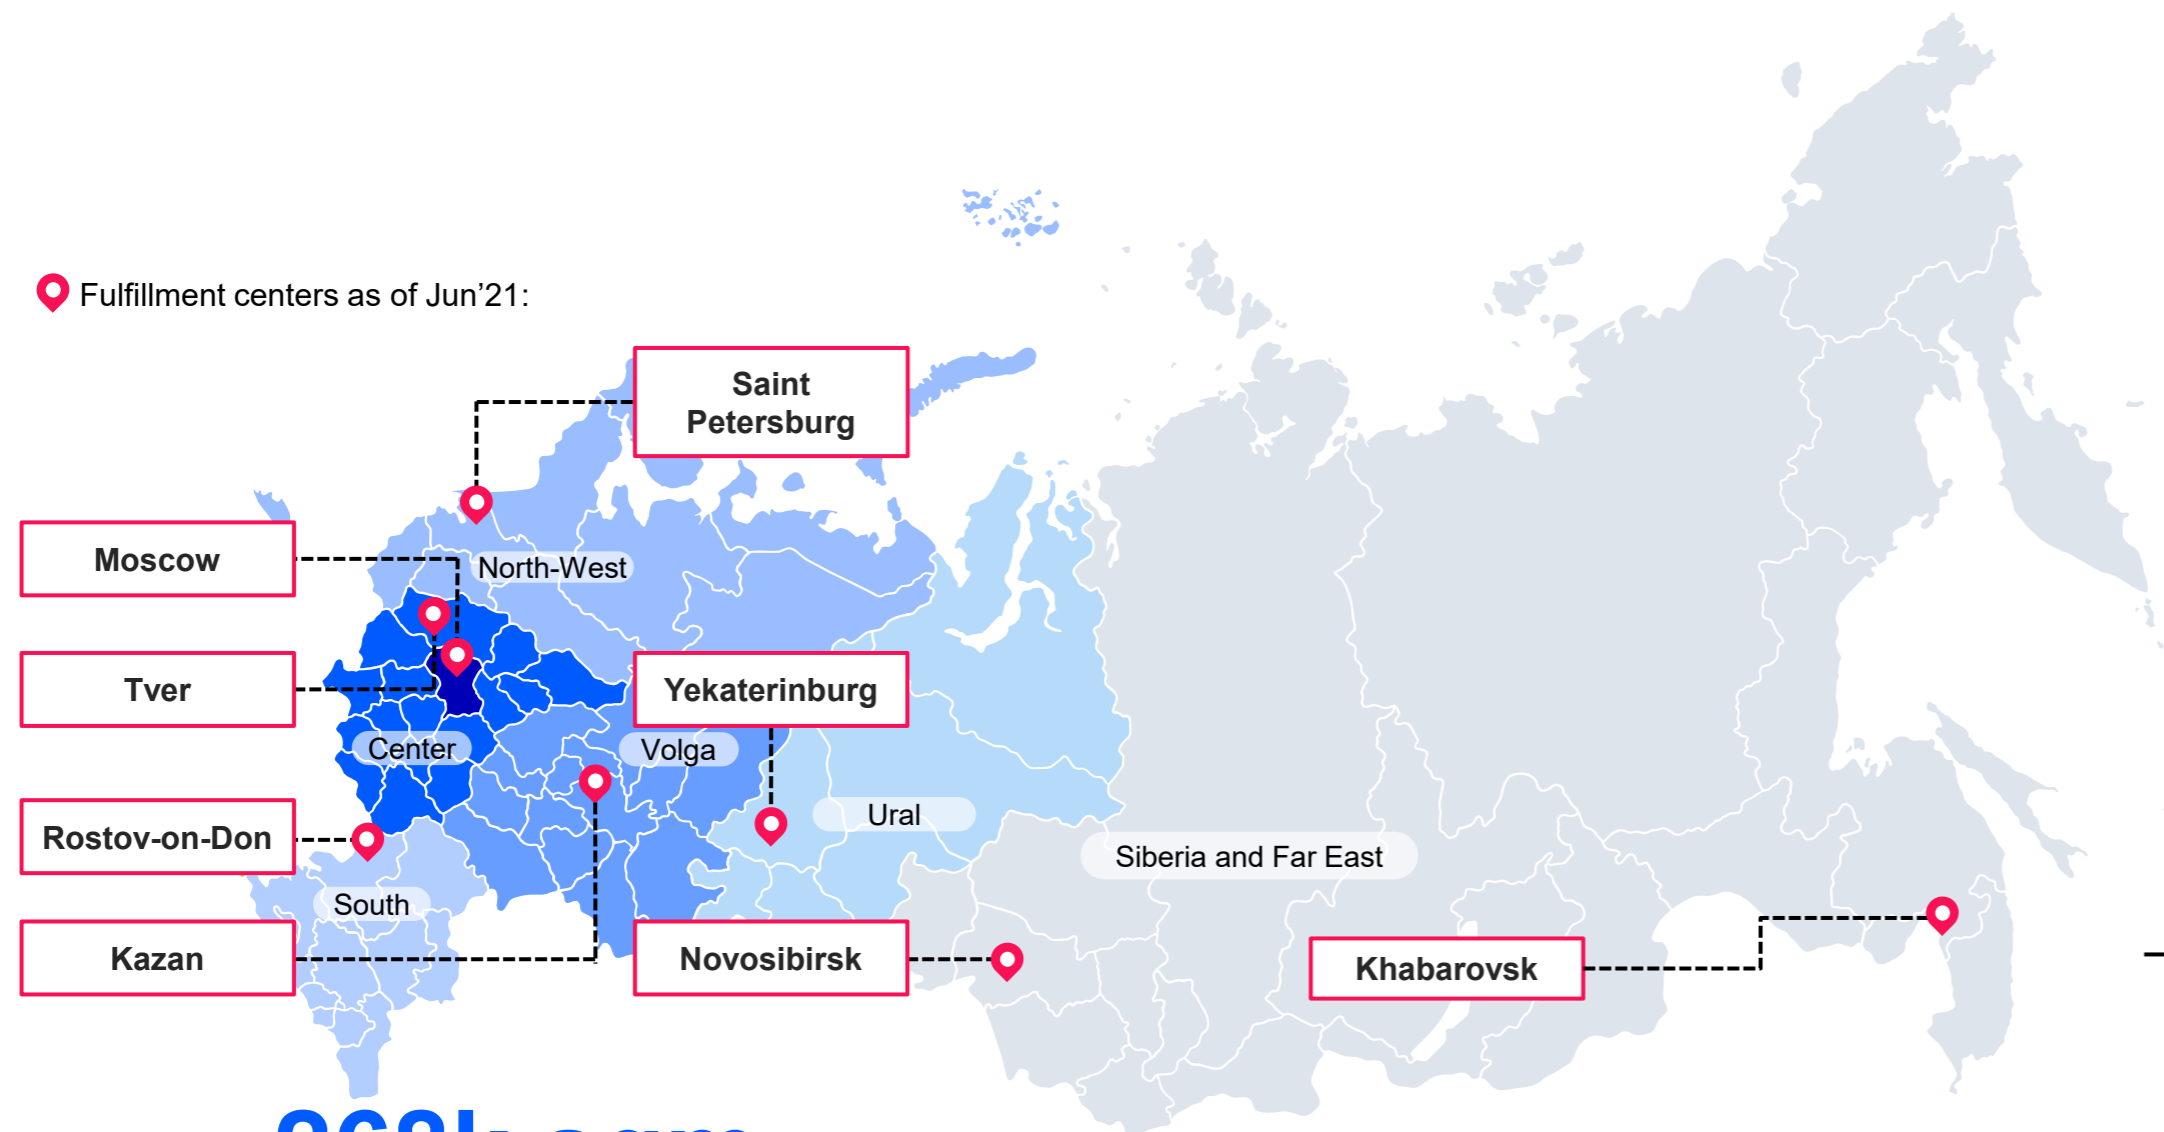 Fulfillment centers as of Jun’21:
Saint
Petersburg
Moscow
North-West
Tver
Yekaterinburg
Center
Volga
Rostov-on-Don
Ural
Siberia and Far East
South
Kazan
Novosibirsk
Khabarovsk